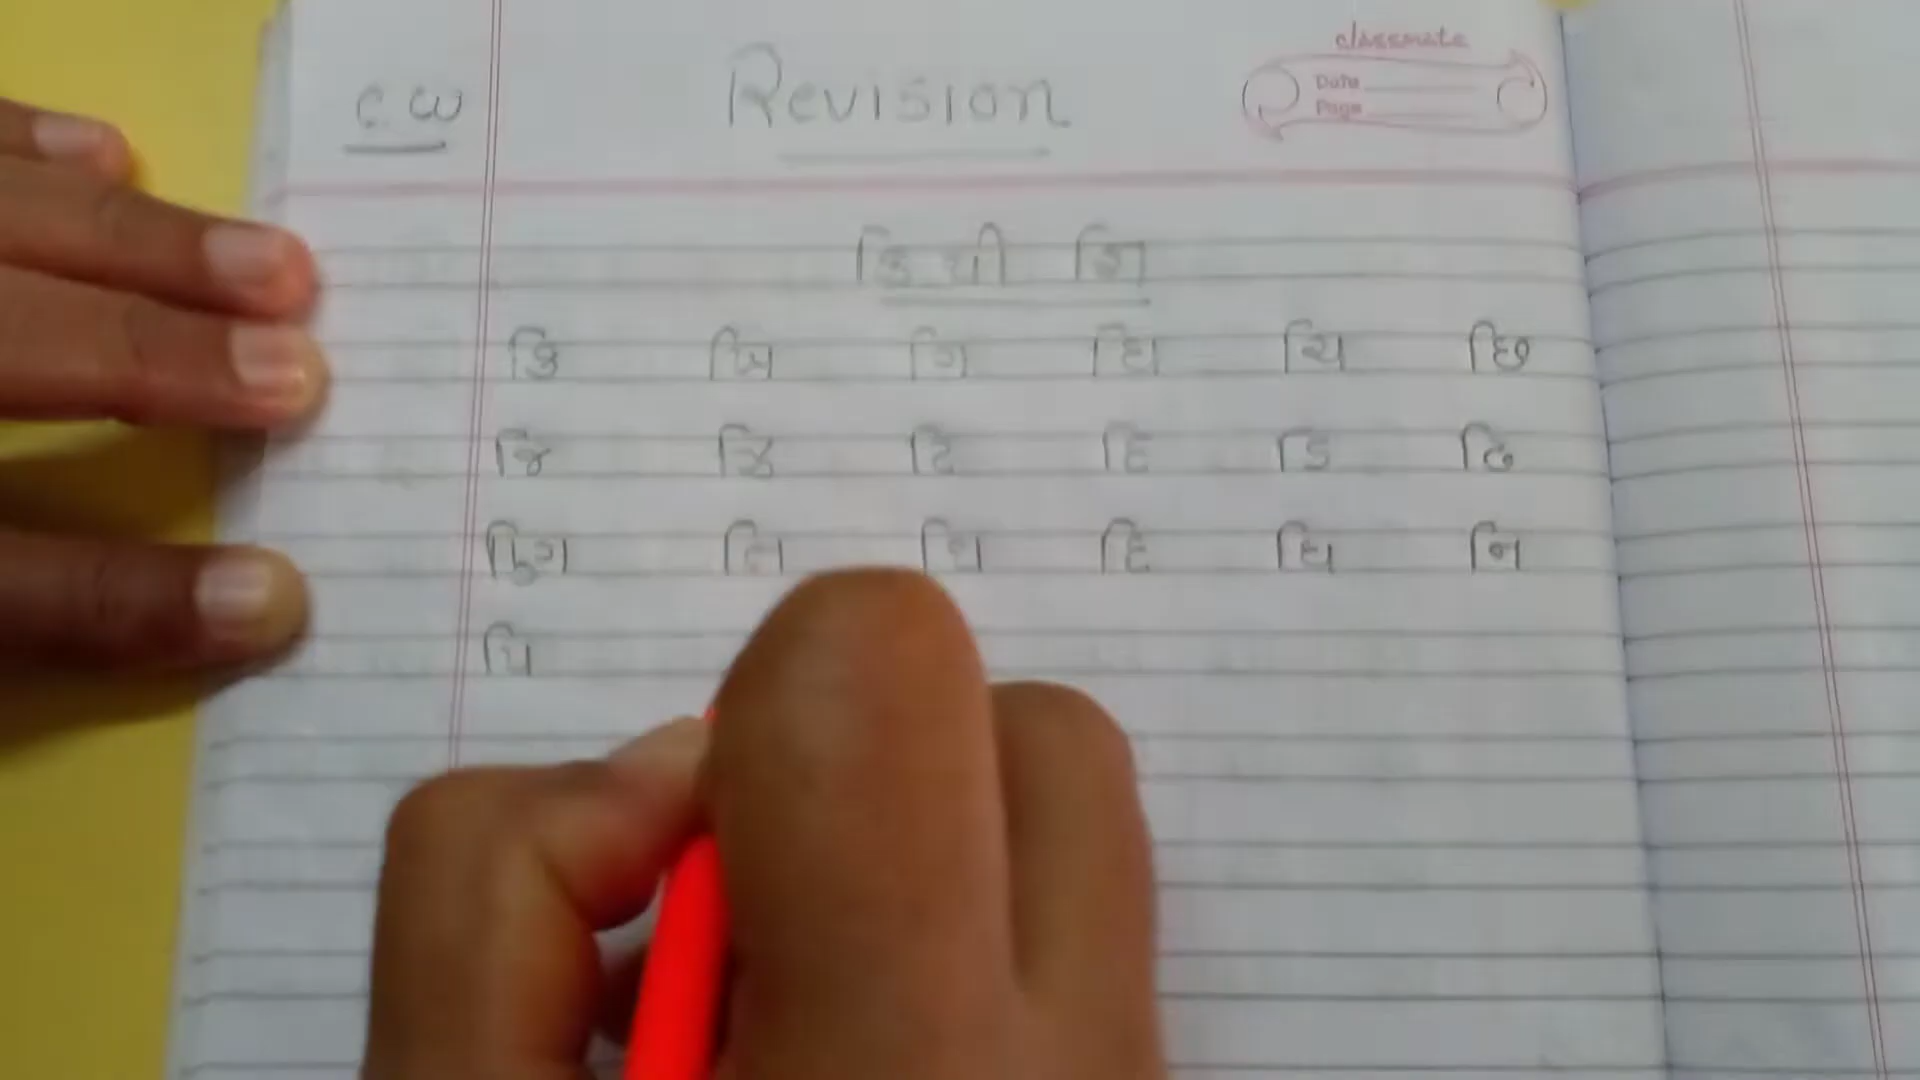 C.W Revision classmate
Date
Page
કિ થી જ્ઞિ
કિ ખિ ગિ ઘિ ચિ છિ
જિ ઝિ ટિ ઠિ ડિ ઢિ
ણિ તિ થિ દિ ધિ નિ
પિ